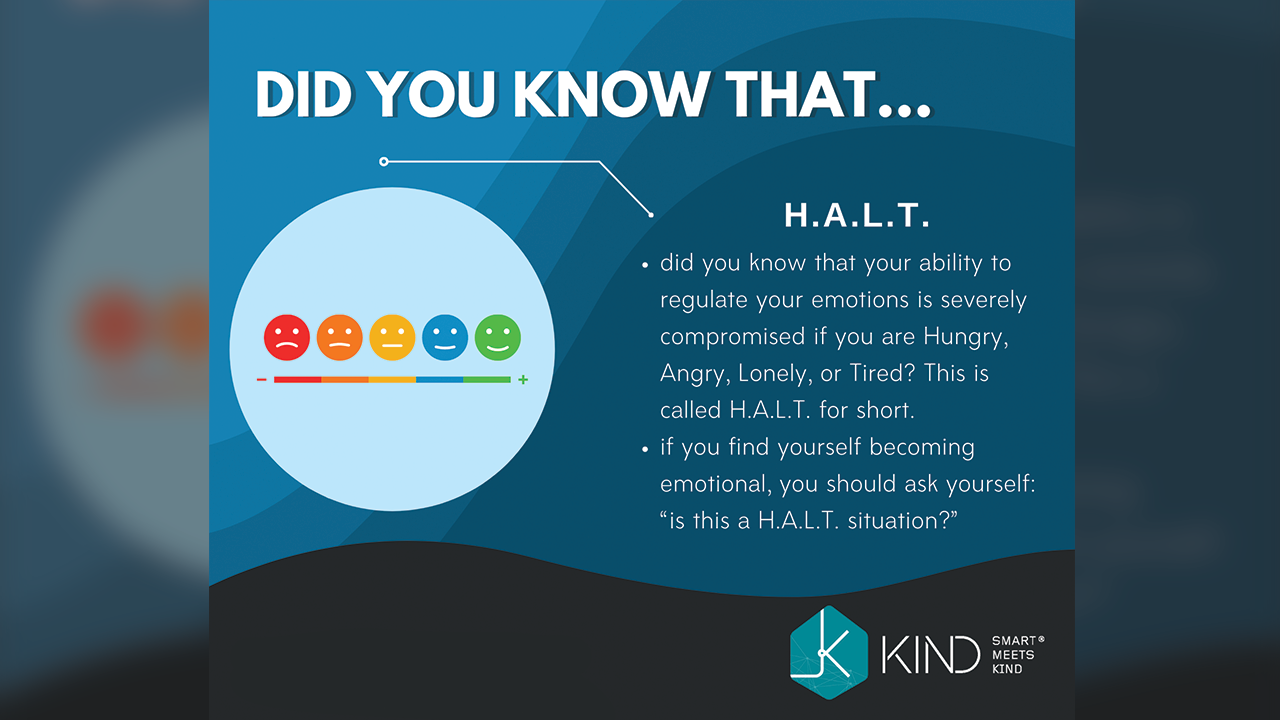 DID YOU KNOW THAT...
H.A.L.T.
• did you know that your ability to
regulate your emotions is severely
compromised if you are Hungry,
Angry, Lonely, or Tired? This is
called H.A.L.T. for short.
• if you find yourself becoming
emotional, you should ask yourself:
“is this a H.A.L.T. situation?”
- +
K
KIND
SMART®
MEETS
KIND